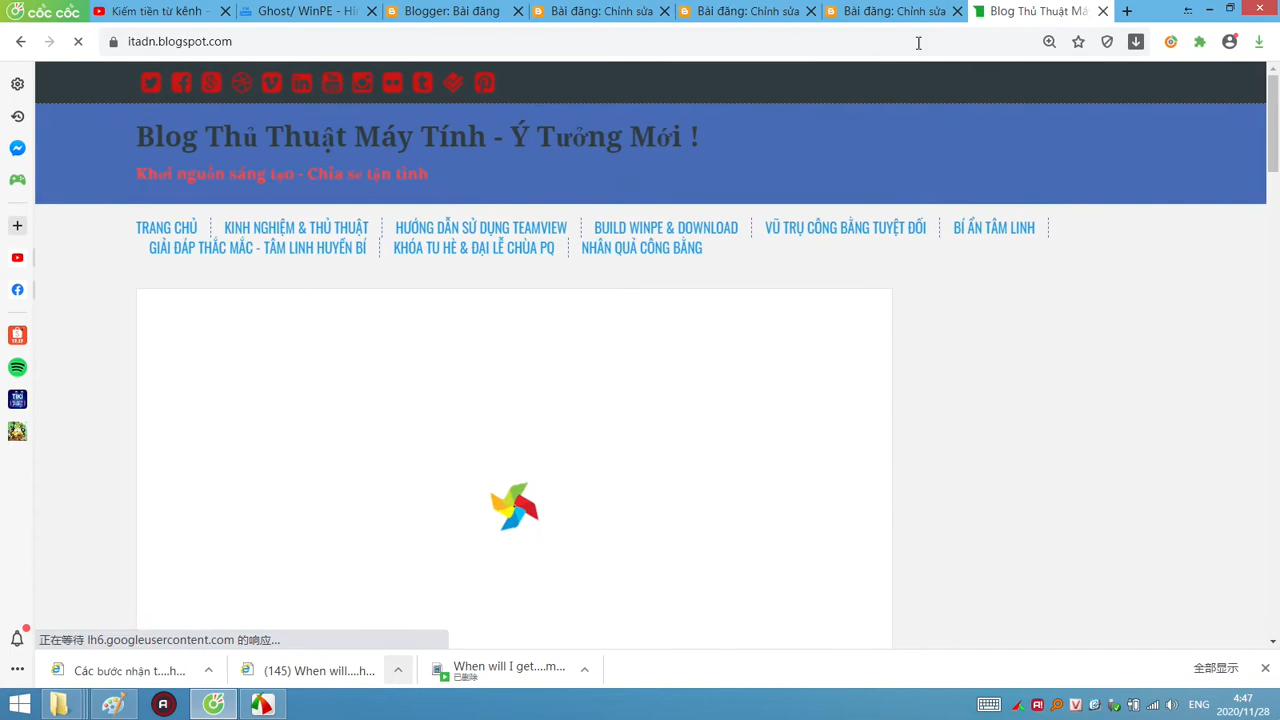 cốc cốc
Kiếm tiền từ kênh
Ghost/ WinPE - Hi
Blogger: Bài đăng
Bài đăng: Chỉnh sửa
Bài đăng: Chỉnh sửa
Bài đăng: Chỉnh sửa
Blog Thủ Thuật Má
itadn.blogspot.com
Blog Thủ Thuật Máy Tính - Ý Tưởng Mới !
Khơi nguồn sáng tạo - Chia sẻ tận tình
TRANG CHỦ
KINH NGHIỆM & THỦ THUẬT
HƯỚNG DẪN SỬ DỤNG TEAMVIEW
BUILD WINPE & DOWNLOAD
VŨ TRỤ CÔNG BẰNG TUYỆT ĐỐI
BÍ ẨN TÂM LINH
GIẢI ĐÁP THẮC MẮC - TÂM LINH HUYỀN BÍ
KHÓA TU HÈ & ĐẠI LỄ CHÙA PQ
NHÂN QUẢ CÔNG BẰNG
正在等待 lh6.googleusercontent.com 的响应...
Các bước nhận t....h...
(145) When will....h...
When will I get....m...
已删除
全部显示
ENG
4:47
2020/11/28